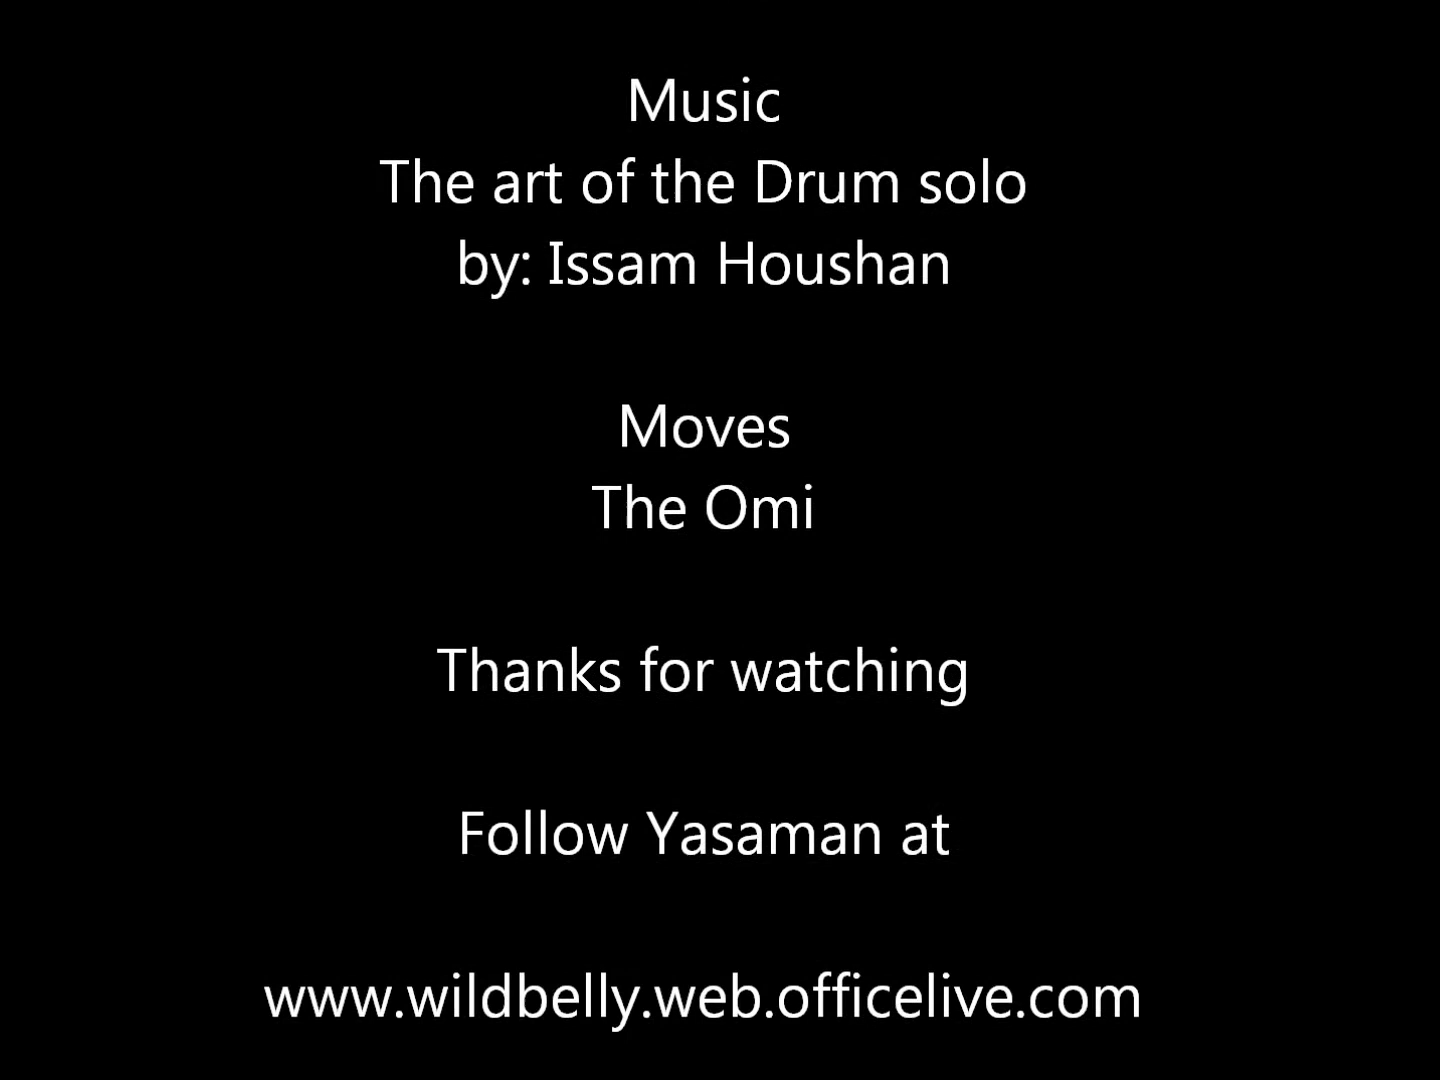 Music
The art of the Drum solo
by: Issam Houshan
Moves
The Omi
Thanks for watching
Follow Yasaman at
www.wildbelly.web.officelive.com